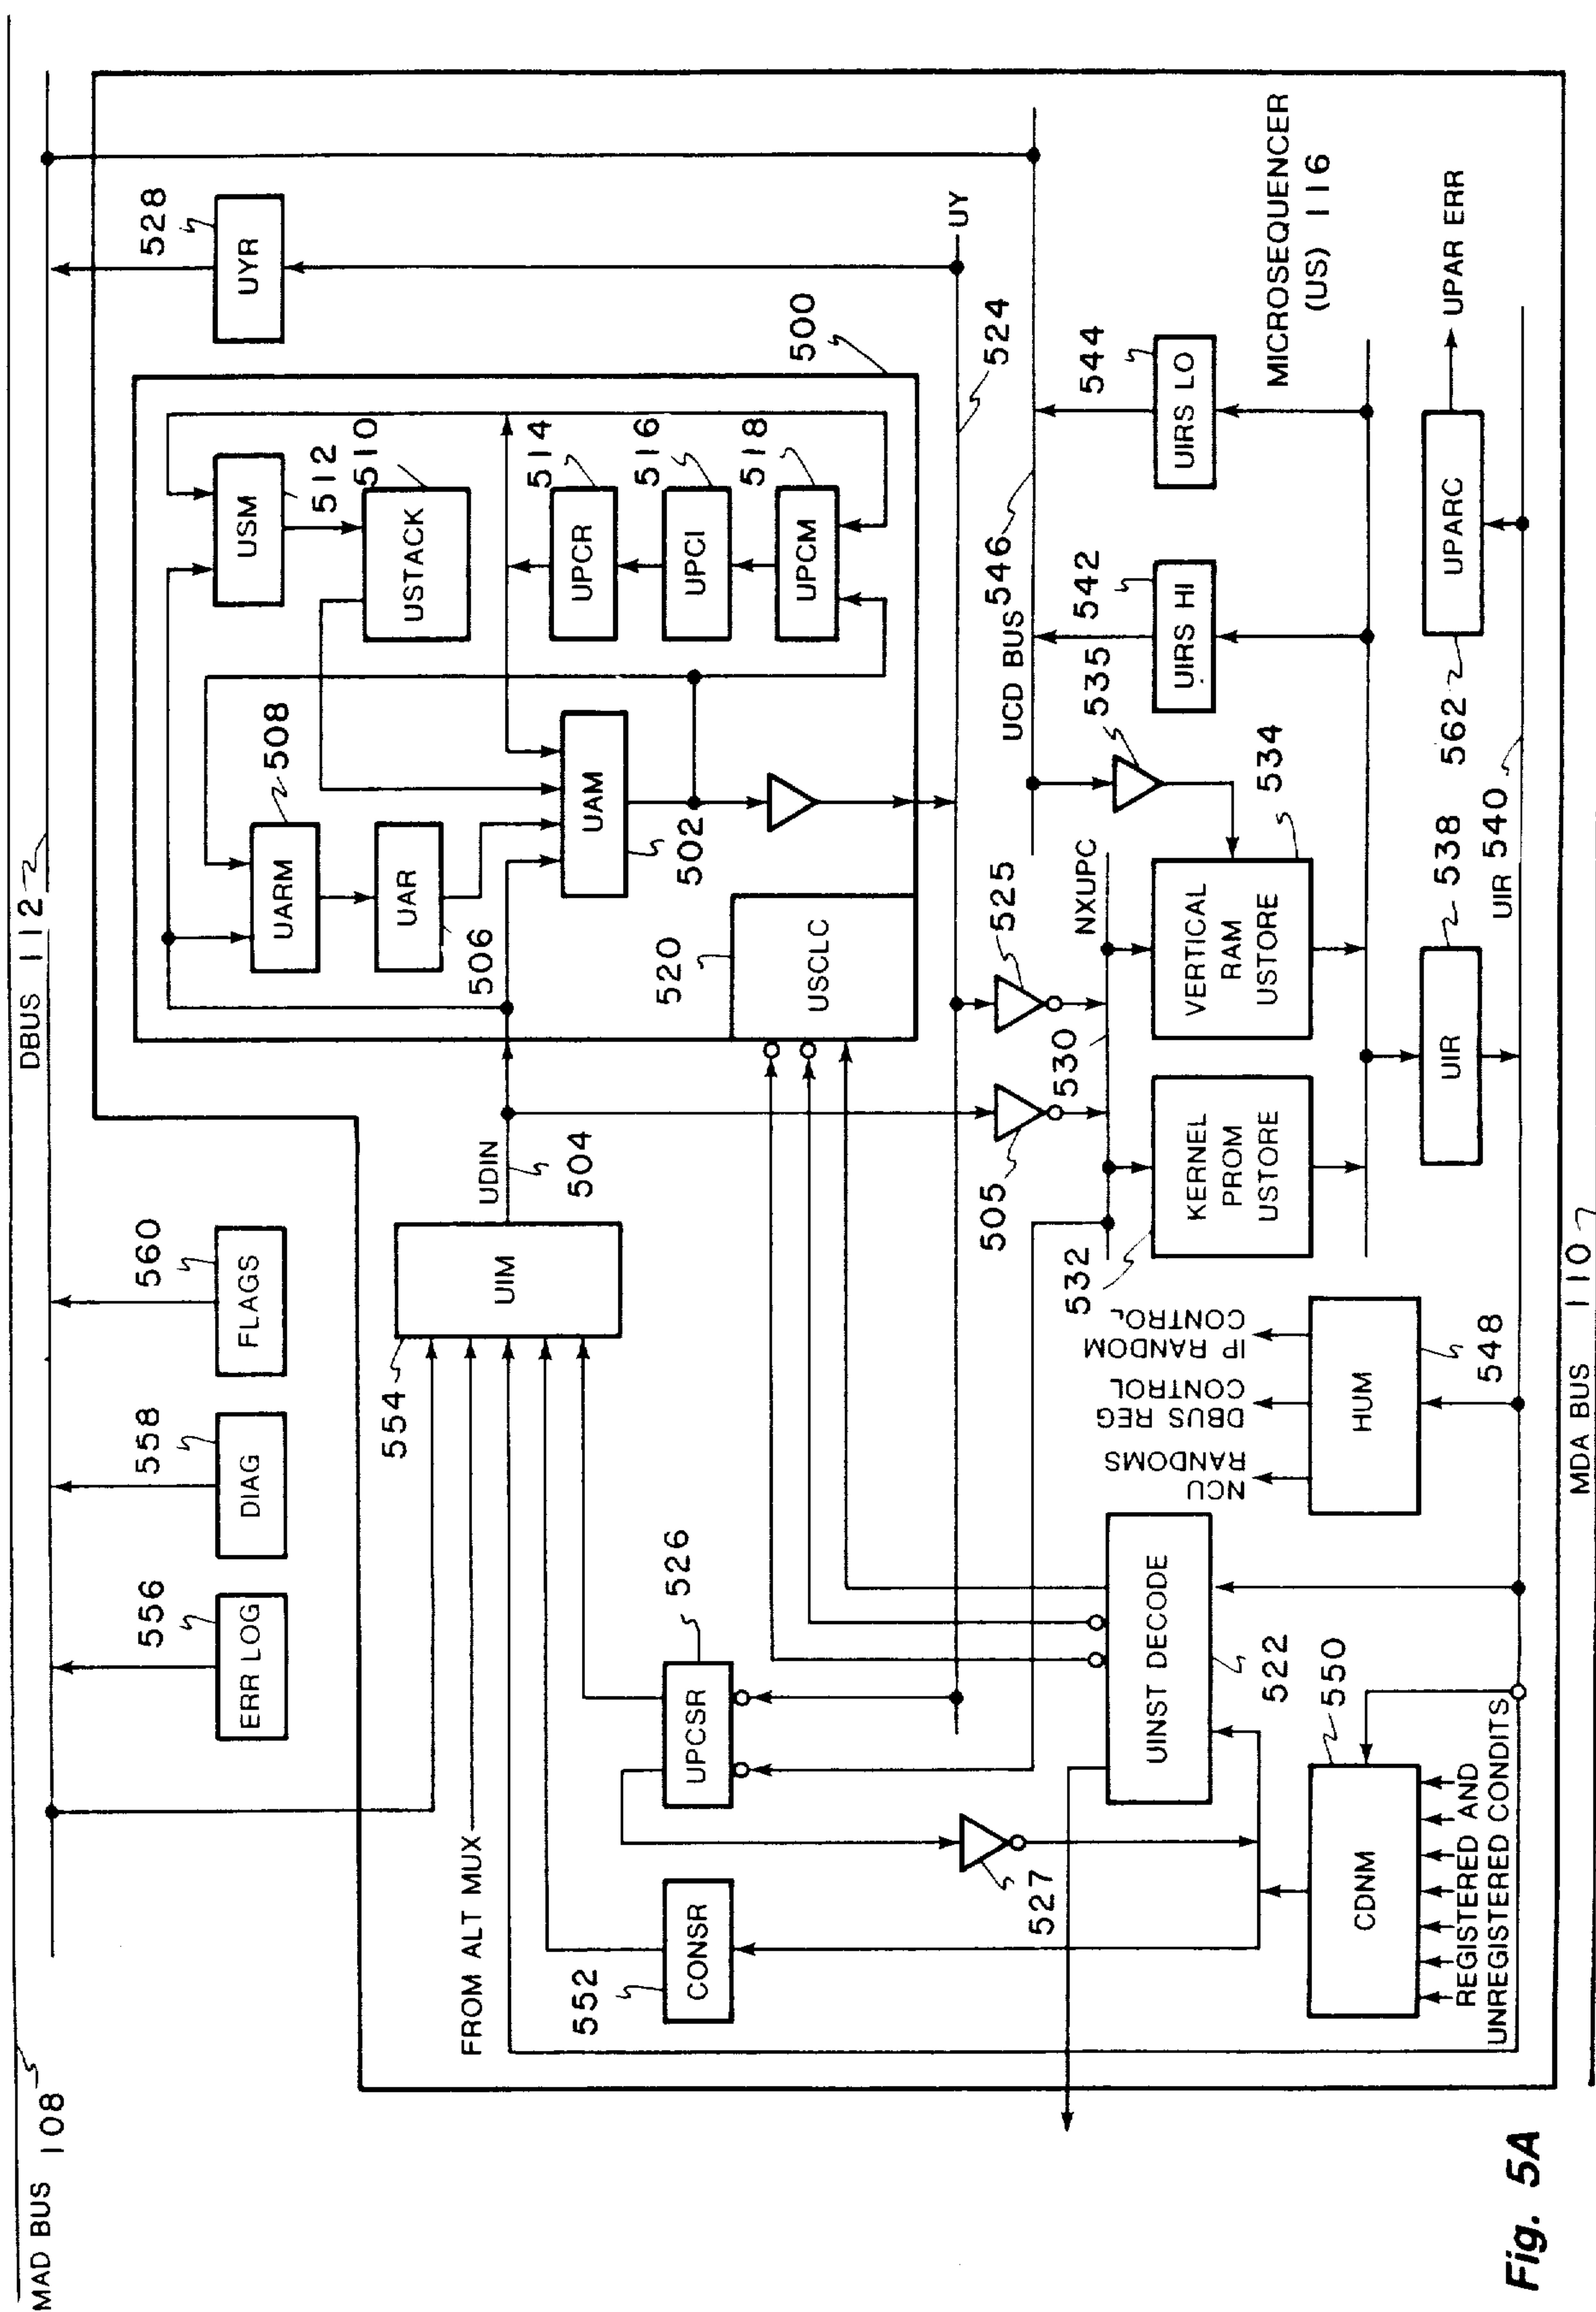 MAD BUS 108
DBUS 112
ERR LOG
556
DIAG
558
FLAGS
560
UYR
528
FROM ALT MUX
UIM
554
UDIN
504
UARM
508
UAR
506
USM
512
USTACK
510
UAM
502
UPCR
514
UPCI
516
UPCM
518
USCLC
520
500
CONSR
552
UPCSR
526
527
UY
524
505
525
530
NXUPC
UCD BUS 546
535
UINST DECODE
522
KERNEL
PROM
USTORE
532
VERTICAL
RAM
USTORE
534
UIRS HI
542
UIRS LO
544
MICROSEQUENCER
(US) 116
CDNM
550
REGISTERED AND
UNREGISTERED CONDITS
HUM
548
NCU
RANDOMS
DBUS REG
CONTROL
IP RANDOM
CONTROL
UIR
538
UIR 540
UPARC
562
UPAR ERR
MDA BUS 110
Fig. 5A